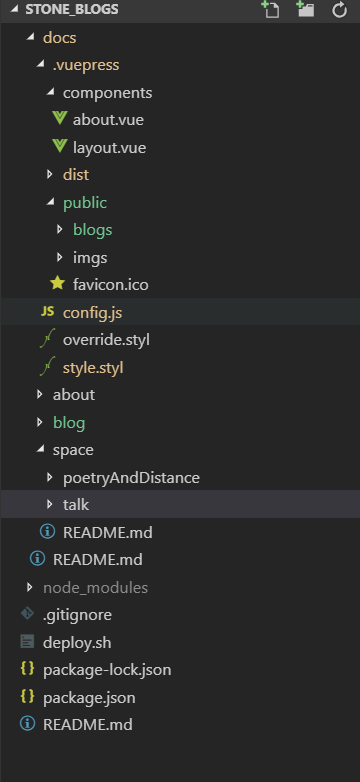 STONE_BLOGS
docs
.vuepress
components
about.vue
layout.vue
dist
public
blogs
imgs
favicon.ico
JS config.js
override.styl
style.styl
about
blog
space
poetryAndDistance
talk
README.md
README.md
node_modules
.gitignore
deploy.sh
{} package-lock.json
{} package.json
README.md